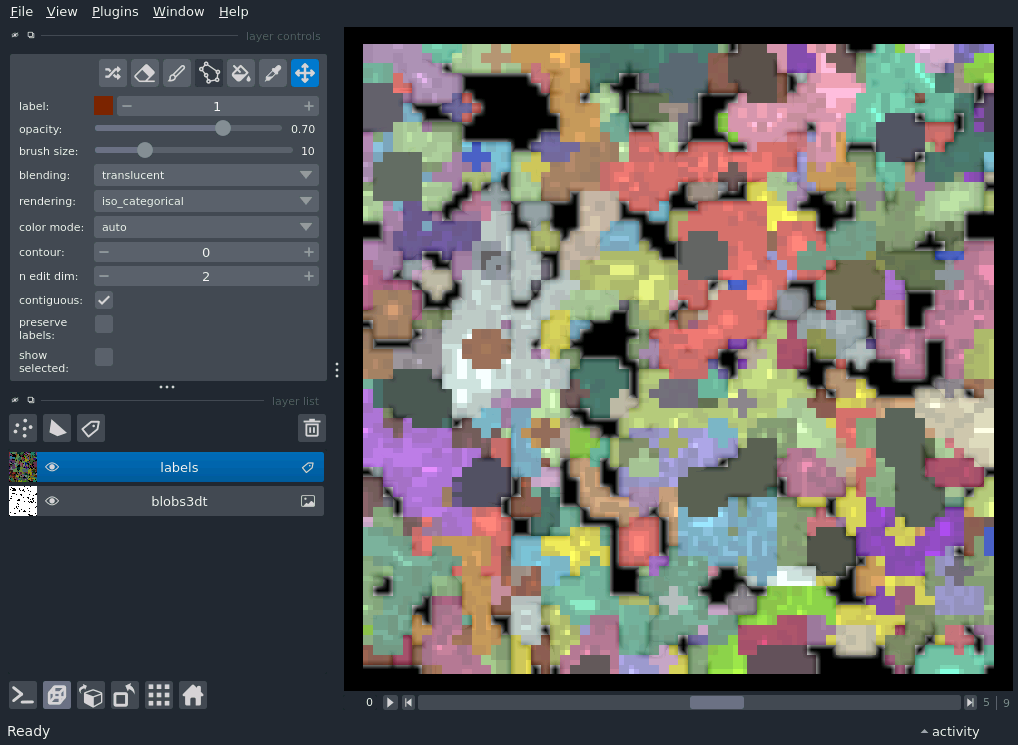 File View Plugins Window Help
layer controls
label: 1
opacity: 0.70
brush size: 10
blending: translucent
rendering: iso_categorical
color mode: auto
contour: 0
n edit dim: 2
contiguous:
preserve
labels:
show
selected:
layer list
labels
blobs3dt
0 5 9
Ready activity